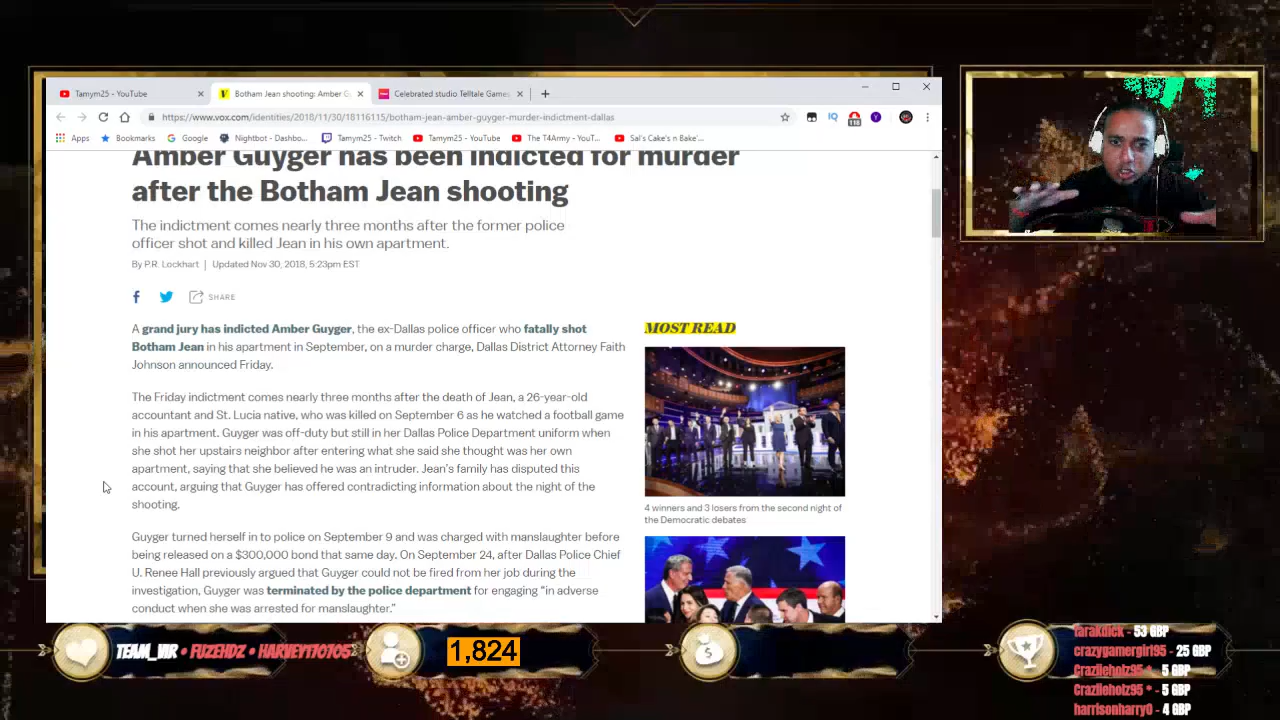 Tamym25 - YouTube
Botham Jean shooting: Amber G
Celebrated studio Telltale Games
https://www.vox.com/identities/2018/11/30/18116115/botham-jean-amber-guyger-murder-indictment-dallas
IQ
118
Y
Apps
Bookmarks
Google
Nightbot - Dashbo...
Tamym25 - Twitch
Tamym25 - YouTube
The T4Army - YouT...
Sal's Cake's n' Bake'...
Amber Guyger has been indicted for murder
after the Botham Jean shooting
The indictment comes nearly three months after the former police
officer shot and killed Jean in his own apartment.
By P.R. Lockhart | Updated Nov 30, 2018, 5:23pm EST
SHARE
A grand jury has indicted Amber Guyger, the ex-Dallas police officer who fatally shot
Botham Jean in his apartment in September, on a murder charge, Dallas District Attorney Faith
Johnson announced Friday.
The Friday indictment comes nearly three months after the death of Jean, a 26-year-old
accountant and St. Lucia native, who was killed on September 6 as he watched a football game
in his apartment. Guyger was off-duty but still in her Dallas Police Department uniform when
she shot her upstairs neighbor after entering what she said she thought was her own
apartment, saying that she believed he was an intruder. Jean's family has disputed this
account, arguing that Guyger has offered contradicting information about the night of the
shooting.
Guyger turned herself in to police on September 9 and was charged with manslaughter before
being released on a $300,000 bond that same day. On September 24, after Dallas Police Chief
U. Renee Hall previously argued that Guyger could not be fired from her job during the
investigation, Guyger was terminated by the police department for engaging "in adverse
conduct when she was arrested for manslaughter."
MOST READ
4 winners and 3 losers from the second night of
the Democratic debates
TEAM_VIR • FUZEHDZ • HARVEY170705
1,824
farakdick - 53 GBP
crazygamergirl95 - 25 GBP
Crazlieholz95 * - 5 GBP
Crazlieholz95 * - 5 GBP
harrisonharry0 - 4 GBP